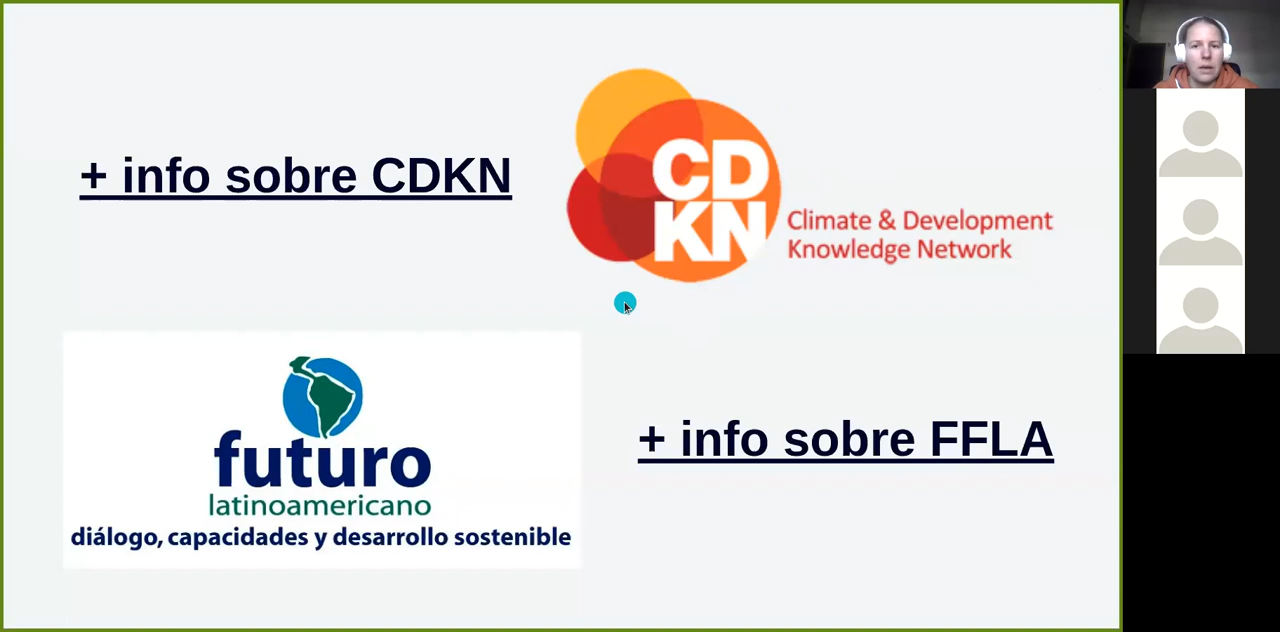 + info sobre CDKN
CD
KN
Climate & Development
Knowledge Network
futuro
latinoamericano
diálogo, capacidades y desarrollo sostenible
+ info sobre FFLA